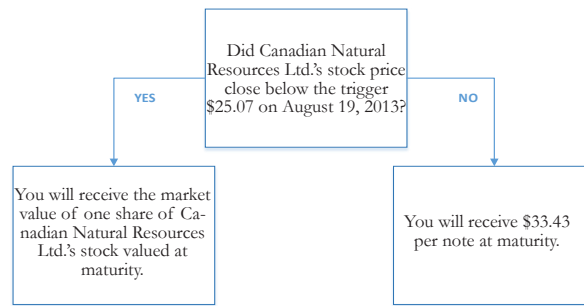 Did Canadian Natural
Resources Ltd.'s stock price
close below the trigger
$25.07 on August 19, 2013?
YES
NO
You will receive the market
value of one share of Ca-
nadian Natural Resources
Ltd.'s stock valued at
maturity.
You will receive $33.43
per note at maturity.